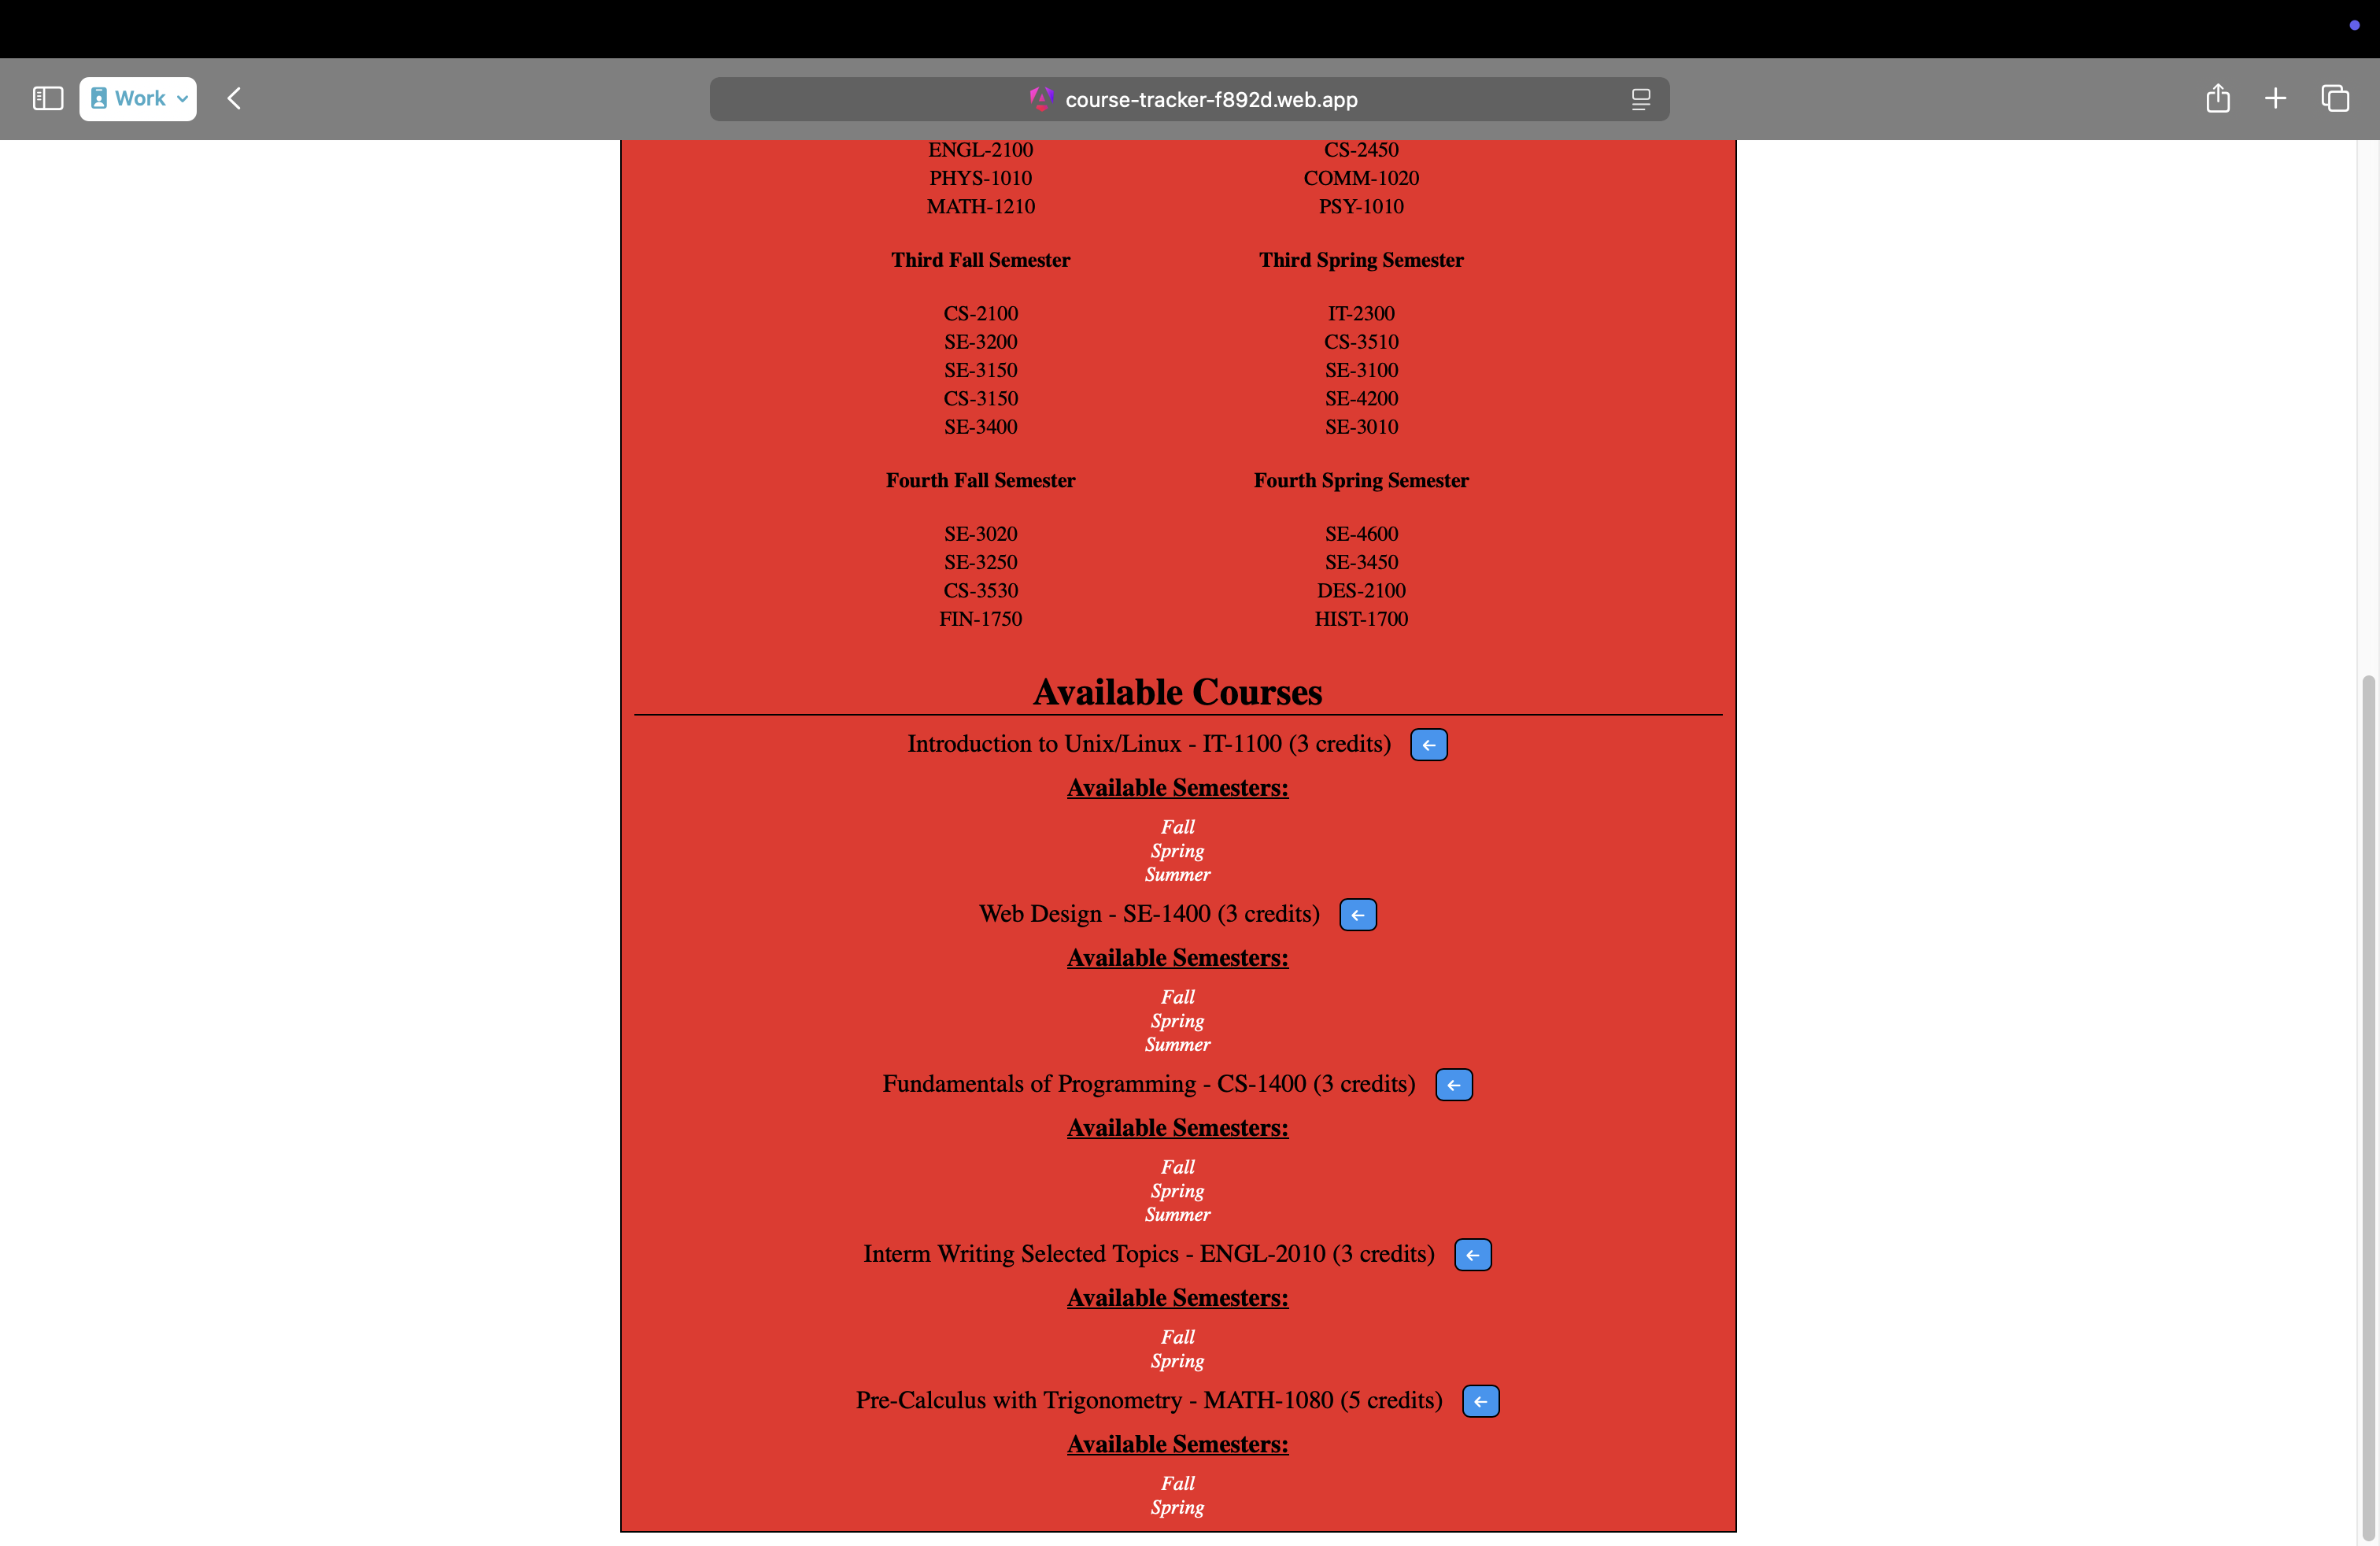 Work
course-tracker-f892d.web.app
ENGL-2100 CS-2450
PHYS-1010 COMM-1020
MATH-1210 PSY-1010
Third Fall Semester Third Spring Semester
CS-2100 IT-2300
SE-3200 CS-3510
SE-3150 SE-3100
CS-3150 SE-4200
SE-3400 SE-3010
Fourth Fall Semester Fourth Spring Semester
SE-3020 SE-4600
SE-3250 SE-3450
CS-3530 DES-2100
FIN-1750 HIST-1700
Available Courses
Introduction to Unix/Linux - IT-1100 (3 credits)
Available Semesters:
Fall
Spring
Summer
Web Design - SE-1400 (3 credits)
Available Semesters:
Fall
Spring
Summer
Fundamentals of Programming - CS-1400 (3 credits)
Available Semesters:
Fall
Spring
Summer
Interm Writing Selected Topics - ENGL-2010 (3 credits)
Available Semesters:
Fall
Spring
Pre-Calculus with Trigonometry - MATH-1080 (5 credits)
Available Semesters:
Fall
Spring